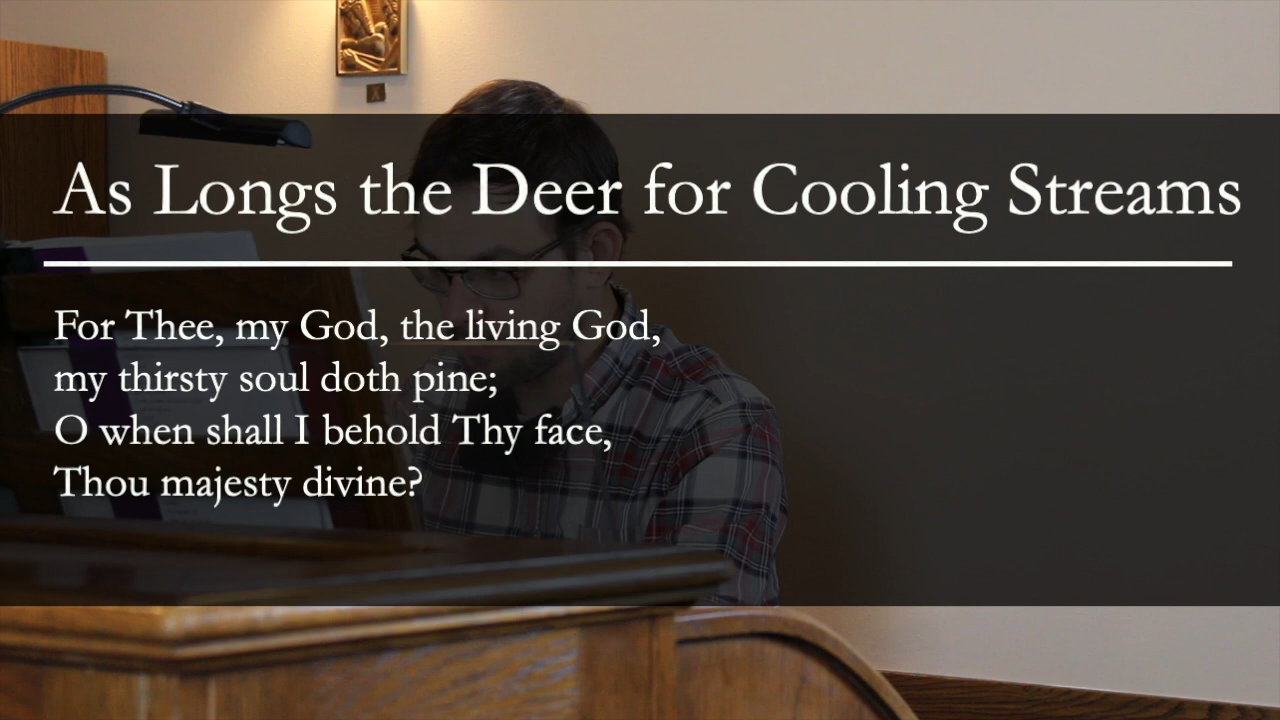 As Longs the Deer for Cooling Streams
For Thee, my God, the living God,
my thirsty soul doth pine;
O when shall I behold Thy face,
Thou majesty divine?